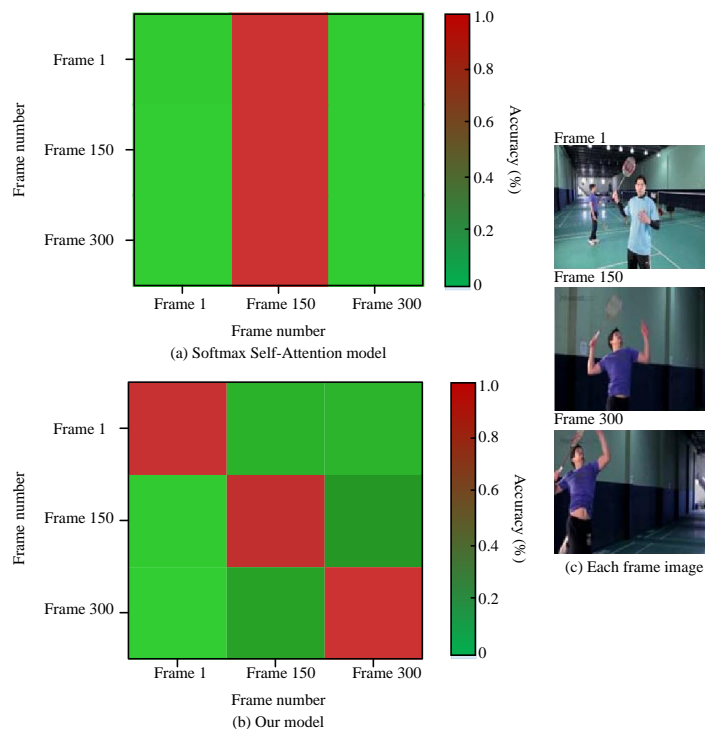 Frame 1
Frame 150
Frame 300
Frame number
Frame 1
Frame 150
Frame 300
Frame number
1.0
0.8
0.6
0.4
0.2
0
Accuracy (%)
(a) Softmax Self-Attention model
Frame 1
Frame 150
Frame 300
Frame number
Frame 1
Frame 150
Frame 300
Frame number
1.0
0.8
0.6
0.4
0.2
0
Accuracy (%)
(b) Our model
Frame 1
Frame 150
Frame 300
(c) Each frame image